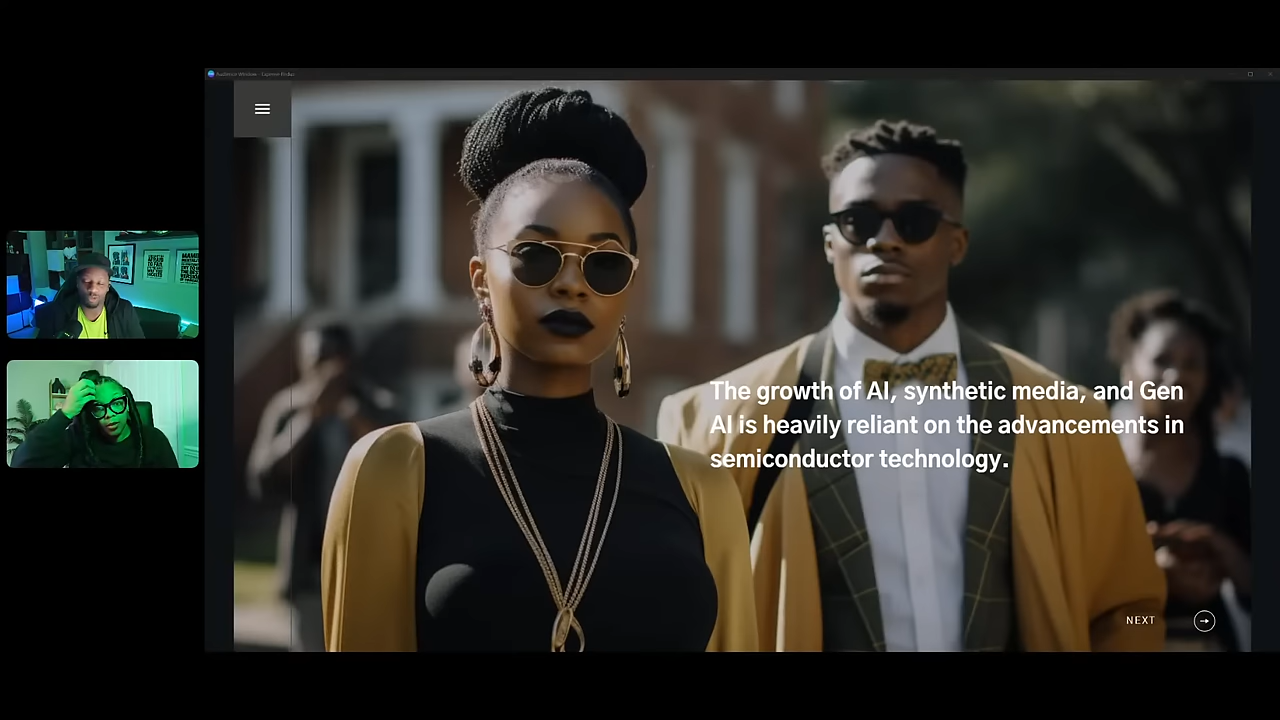 The growth of AI, synthetic media, and Gen
AI is heavily reliant on the advancements in
semiconductor technology.
NEXT